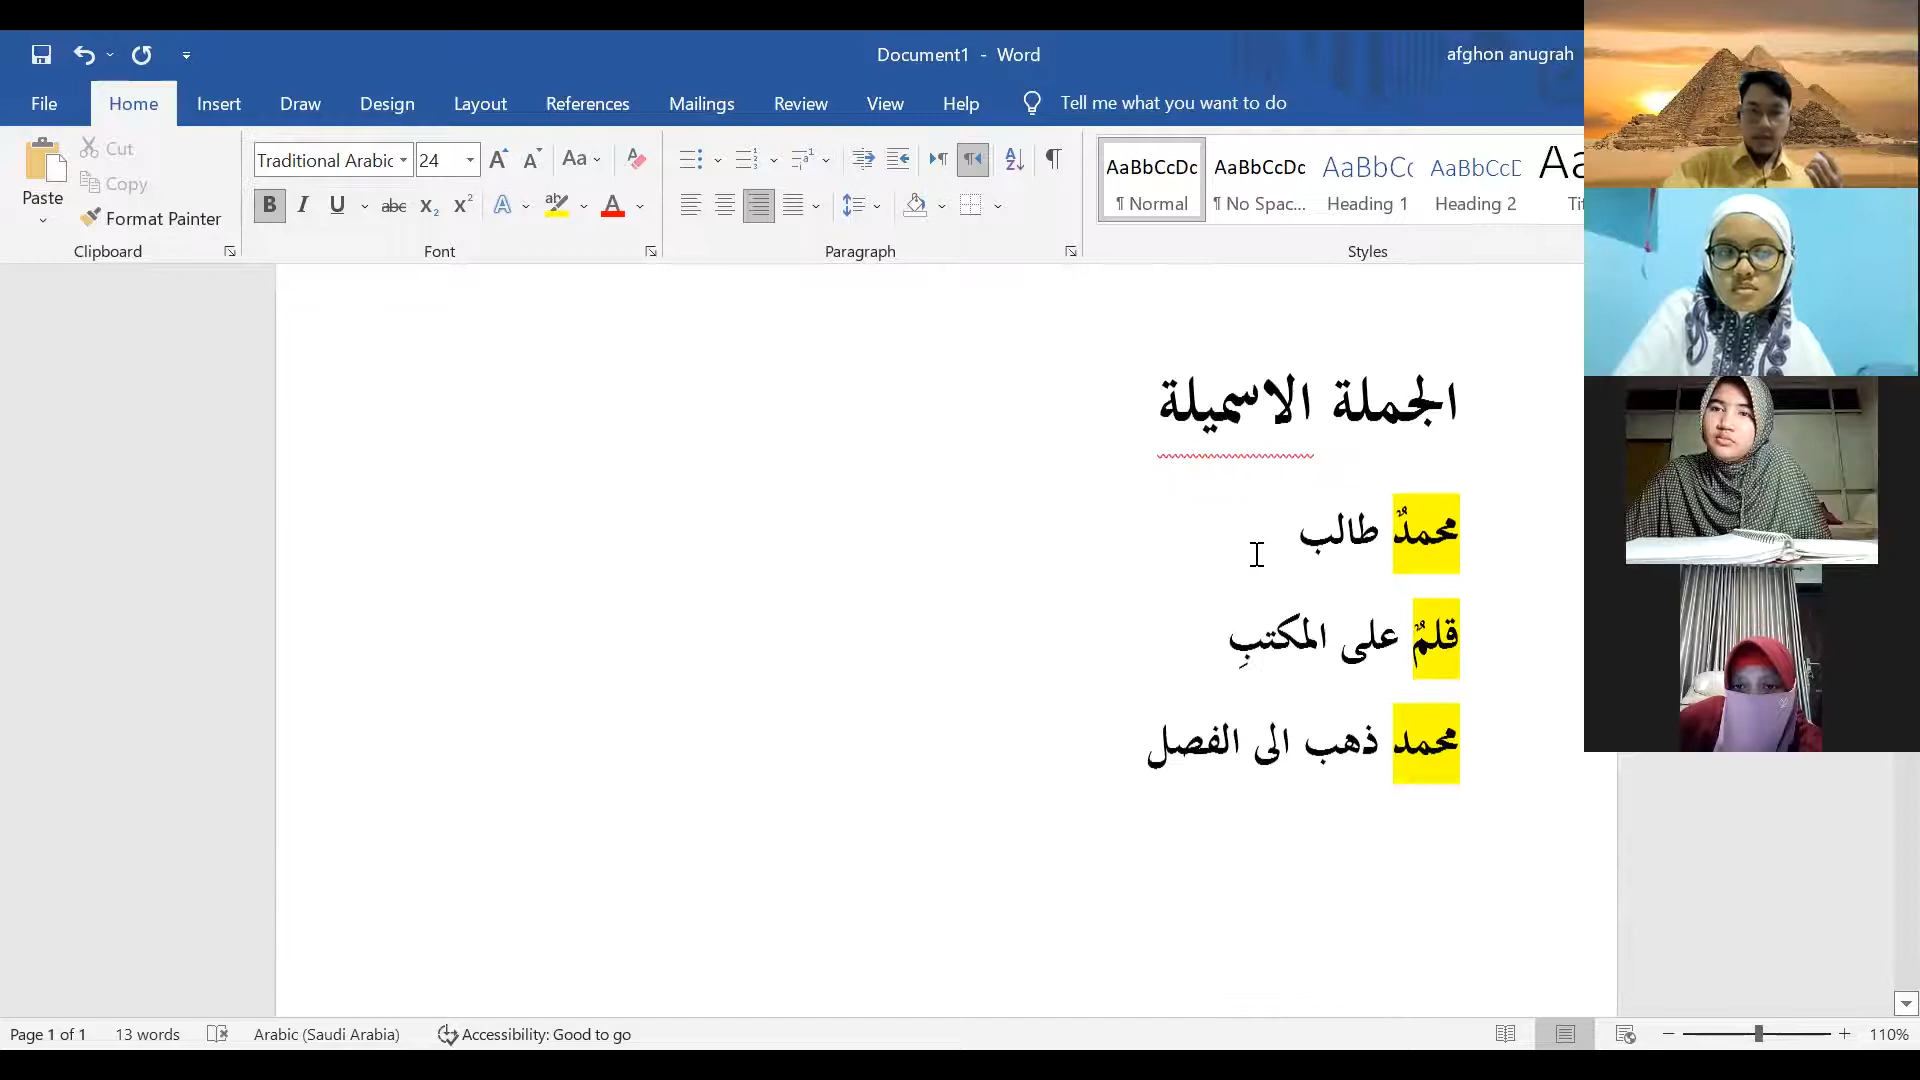 Document1 - Word
afghon anugrah
File Home Insert Draw Design Layout References Mailings Review View Help Tell me what you want to do
Paste
Cut
Copy
Format Painter
Clipboard
Traditional Arabic 24
Font
Paragraph
AaBbCcDc AaBbCcDc AaBbCc AaBbCcD
¶ Normal ¶ No Spac... Heading 1 Heading 2
Styles
الجملة الاسميلة
محمدٌ طالب
قلمٌ على المكتبِ
محمد ذهب الى الفصل
Page 1 of 1 13 words Arabic (Saudi Arabia) Accessibility: Good to go 110%